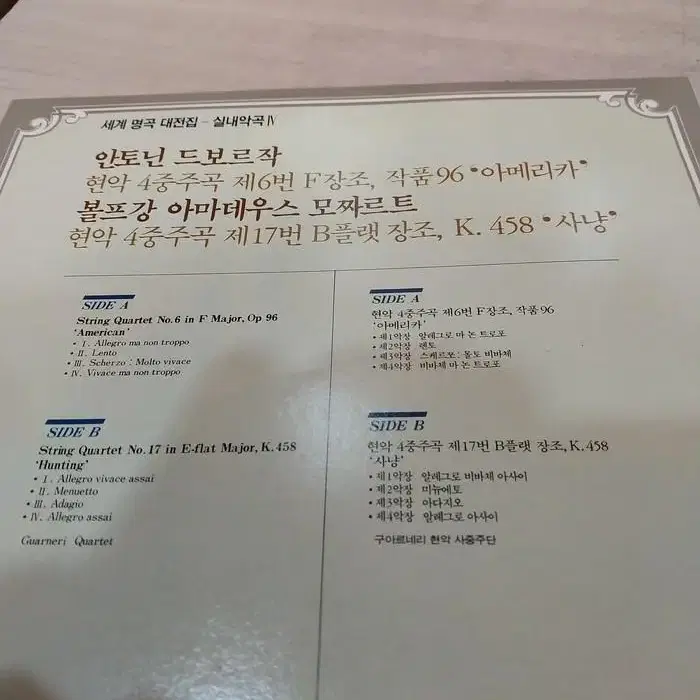 세계 명곡 대전집 - 실내악곡 Ⅳ
안토닌 드보르작
현악 4중주곡 제6번 F장조, 작품96 "아메리카"
볼프강 아마데우스 모짜르트
현악 4중주곡 제17번 B플랫 장조, K. 458 "사냥"
SIDE A
String Quartet No.6 in F Major, Op 96
'American'
• Ⅰ. Allegro ma non troppo
• Ⅱ. Lento
• Ⅲ. Scherzo : Molto vivace
• Ⅳ. Vivace ma non troppo
SIDE B
String Quartet No.17 in E-flat Major, K.458
'Hunting'
• Ⅰ. Allegro vivace assai
• Ⅱ. Menuetto
• Ⅲ. Adagio
• Ⅳ. Allegro assai
Guarneri Quartet
SIDE A
현악 4중주곡 제6번 F장조, 작품96
'아메리카'
• 제1악장 알레그로 마 논 트로포
• 제2악장 렌토
• 제3악장 스케르쪼: 몰토 비바체
• 제4악장 비바체 마 논 트로포
SIDE B
현악 4중주곡 제17번 B플랫 장조, K.458
'사냥'
• 제1악장 알레그로 비바체 아사이
• 제2악장 미뉴에토
• 제3악장 아다지오
• 제4악장 알레그로 아사이
구아르네리 현악 사중주단